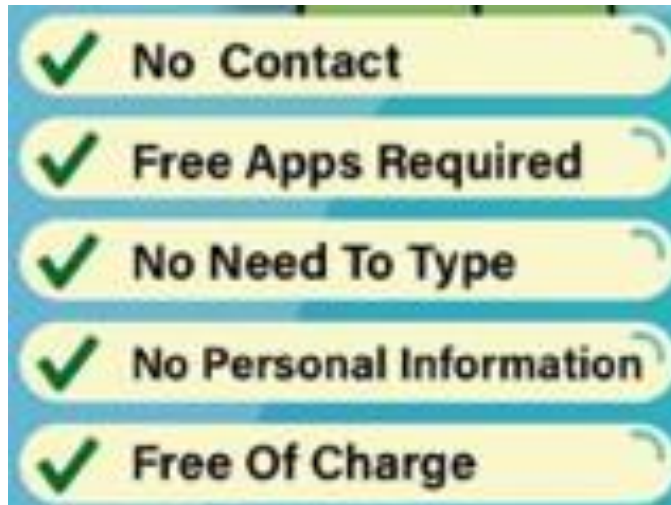 No Contact
Free Apps Required
No Need To Type
No Personal Information
Free Of Charge